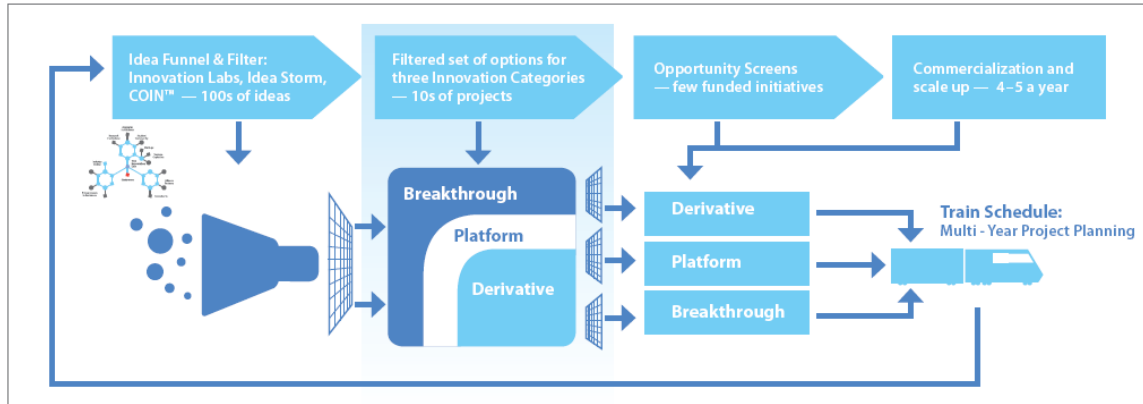 Idea Funnel & Filter:
Innovation Labs, Idea Storm,
COIN™ — 100s of ideas
Filtered set of options for
three Innovation Categories
— 10s of projects
Opportunity Screens
— few funded initiatives
Commercialization and
scale up — 4–5 a year
Breakthrough
Platform
Derivative
Derivative
Platform
Breakthrough
Train Schedule:
Multi - Year Project Planning